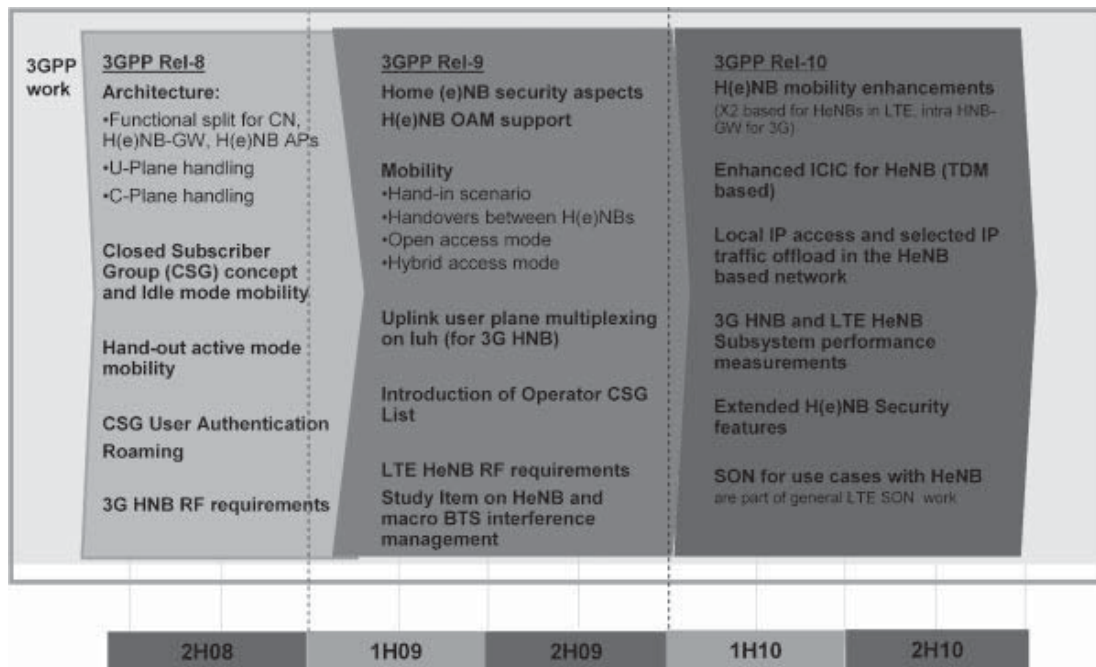 3GPP
work
3GPP Rel-8
Architecture:
•Functional split for CN,
H(e)NB-GW, H(e)NB APs
•U-Plane handling
•C-Plane handling
Closed Subscriber
Group (CSG) concept
and Idle mode mobility
Hand-out active mode
mobility
CSG User Authentication
Roaming
3G HNB RF requirements
3GPP Rel-9
Home (e)NB security aspects
H(e)NB OAM support
Mobility
•Hand-in scenario
•Handovers between H(e)NBs
•Open access mode
•Hybrid access mode
Uplink user plane multiplexing
on Iuh (for 3G HNB)
Introduction of Operator CSG
List
LTE HeNB RF requirements
Study Item on HeNB and
macro BTS interference
management
3GPP Rel-10
H(e)NB mobility enhancements
(X2 based for HeNBs in LTE, intra HNB-
GW for 3G)
Enhanced ICIC for HeNB (TDM
based)
Local IP access and selected IP
traffic offload in the HeNB
based network
3G HNB and LTE HeNB
Subsystem performance
measurements
Extended H(e)NB Security
features
SON for use cases with HeNB
are part of general LTE SON work
2H08
1H09
2H09
1H10
2H10